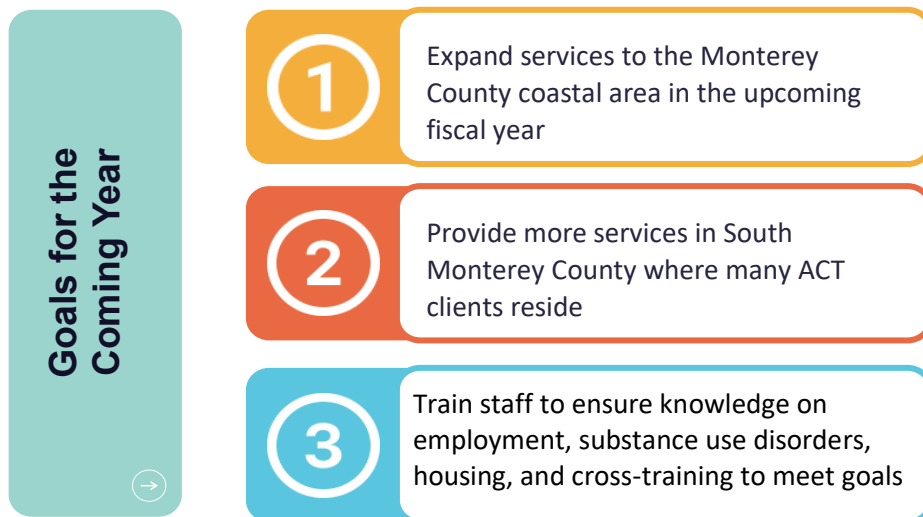 Goals for the
Coming Year
1
Expand services to the Monterey
County coastal area in the upcoming
fiscal year
2
Provide more services in South
Monterey County where many ACT
clients reside
3
Train staff to ensure knowledge on
employment, substance use disorders,
housing, and cross-training to meet goals